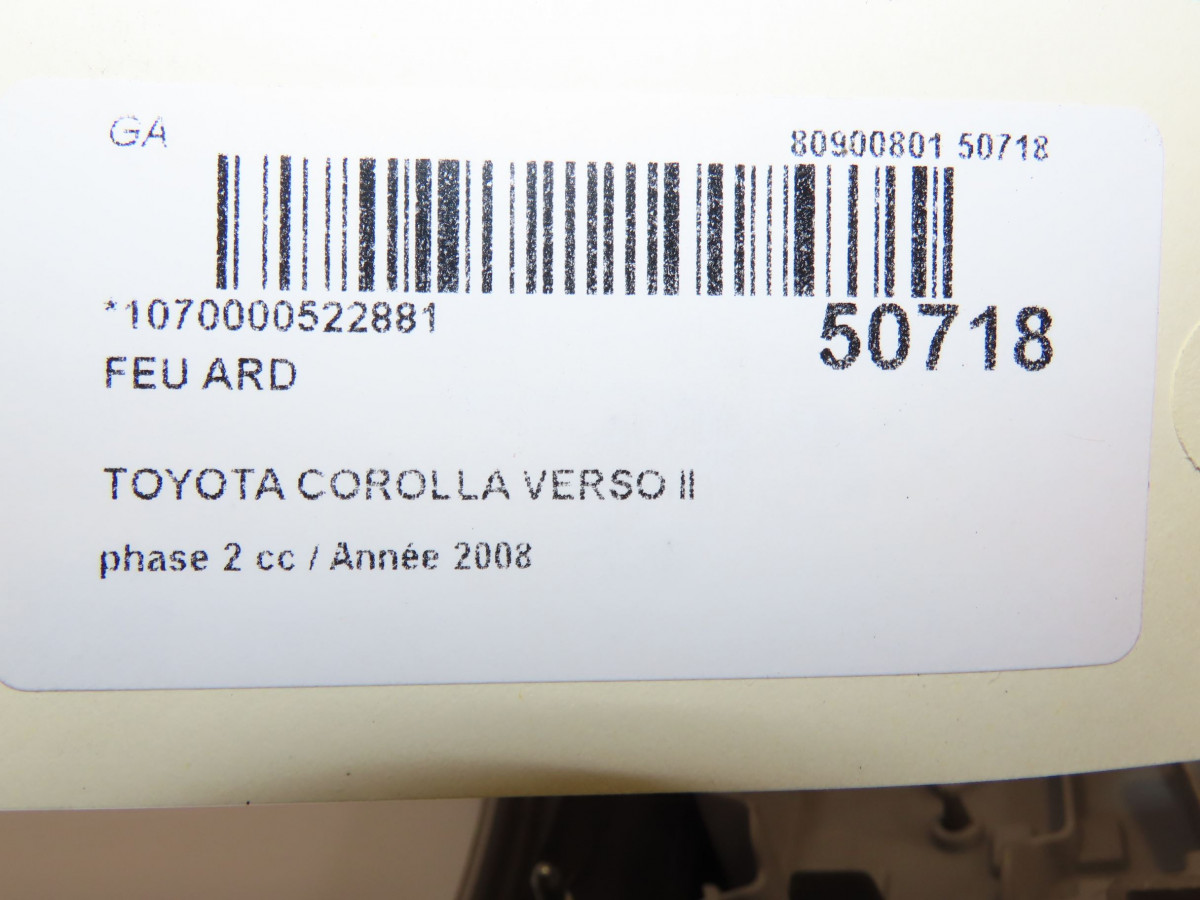 GA
80900801 50718
*1070000522881
50718
FEU ARD
TOYOTA COROLLA VERSO II
phase 2 cc / Année 2008